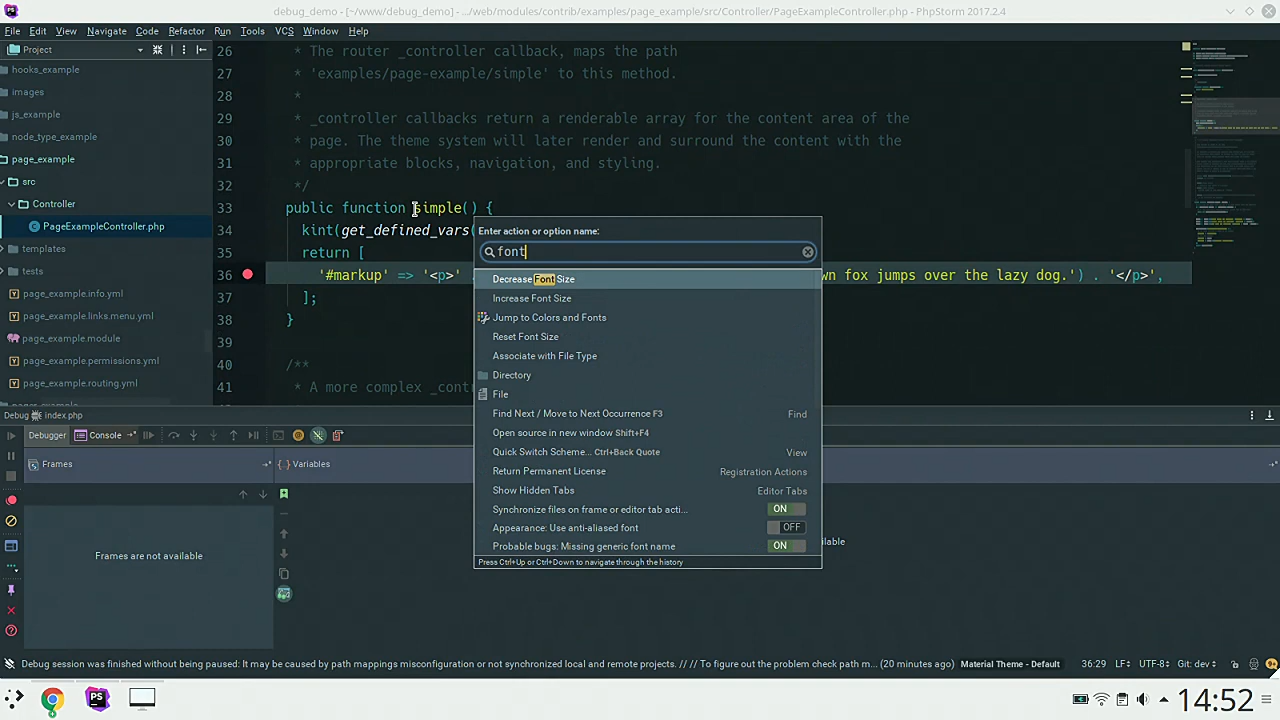 debug_demo - [~/www/debug_demo] - .../web/modules/contrib/examples/page_example/src/Controller/PageExampleController.php - PhpStorm 2017.2.4
File Edit View Navigate Code Refactor Run Tools VCS Window Help
Project
hooks_example
images
js_example
node_type_example
page_example
src
Controller
PageExampleController.php
templates
tests
page_example.info.yml
page_example.links.menu.yml
page_example.module
page_example.permissions.yml
page_example.routing.yml
26 * The router _controller callback, maps the path
27 * 'examples/page-example/simple' to this method.
28 *
29 * _controller callbacks return a renderable array for the content area of the
30 * page. The theme system will later render and surround the content with the
31 * appropriate blocks, navigation, and styling.
32 */
33 public function simple() {
34 kint(get_defined_vars(
35 return [
36 '#markup' => '<p>' wn fox jumps over the lazy dog.') . '</p>',
37 ];
38 }
39
40 /**
41 * A more complex _contr
Enter action or option name:
font
Decrease Font Size
Increase Font Size
Jump to Colors and Fonts
Reset Font Size
Associate with File Type
Directory
File
Find Next / Move to Next Occurrence F3 Find
Open source in new window Shift+F4
Quick Switch Scheme... Ctrl+Back Quote View
Return Permanent License Registration Actions
Show Hidden Tabs Editor Tabs
Synchronize files on frame or editor tab acti... ON
Appearance: Use anti-aliased font OFF
Probable bugs: Missing generic font name ON
Press Ctrl+Up or Ctrl+Down to navigate through the history
Debug index.php
Debugger Console
Frames Variables
Frames are not available
ilable
Debug session was finished without being paused: It may be caused by path mappings misconfiguration or not synchronized local and remote projects. // // To figure out the problem check path m... (20 minutes ago) Material Theme - Default 36:29 LF UTF-8 Git: dev
PS 14:52